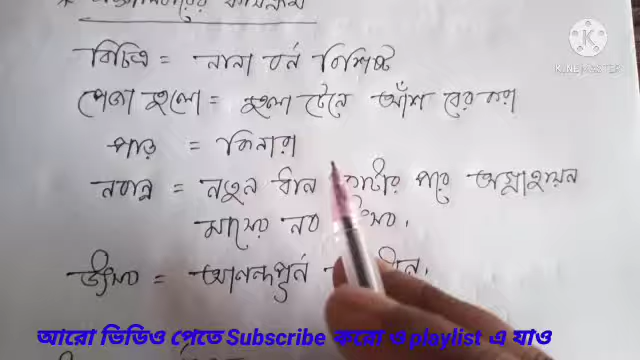 বিচিত্র = নানা বর্ন বিশিষ্ট
KINEMASTER
পেজা তুলো = তুলা টেনে আঁশ বের করা
পাড় = কিনারা
নবান্ন = নতুন ধান কাটার পরে অগ্রহায়ন
মাসের নব
উৎসব = আনন্দপূর্ন
আরো ভিডিও পেতে Subscribe করো ও playlist এ যাও